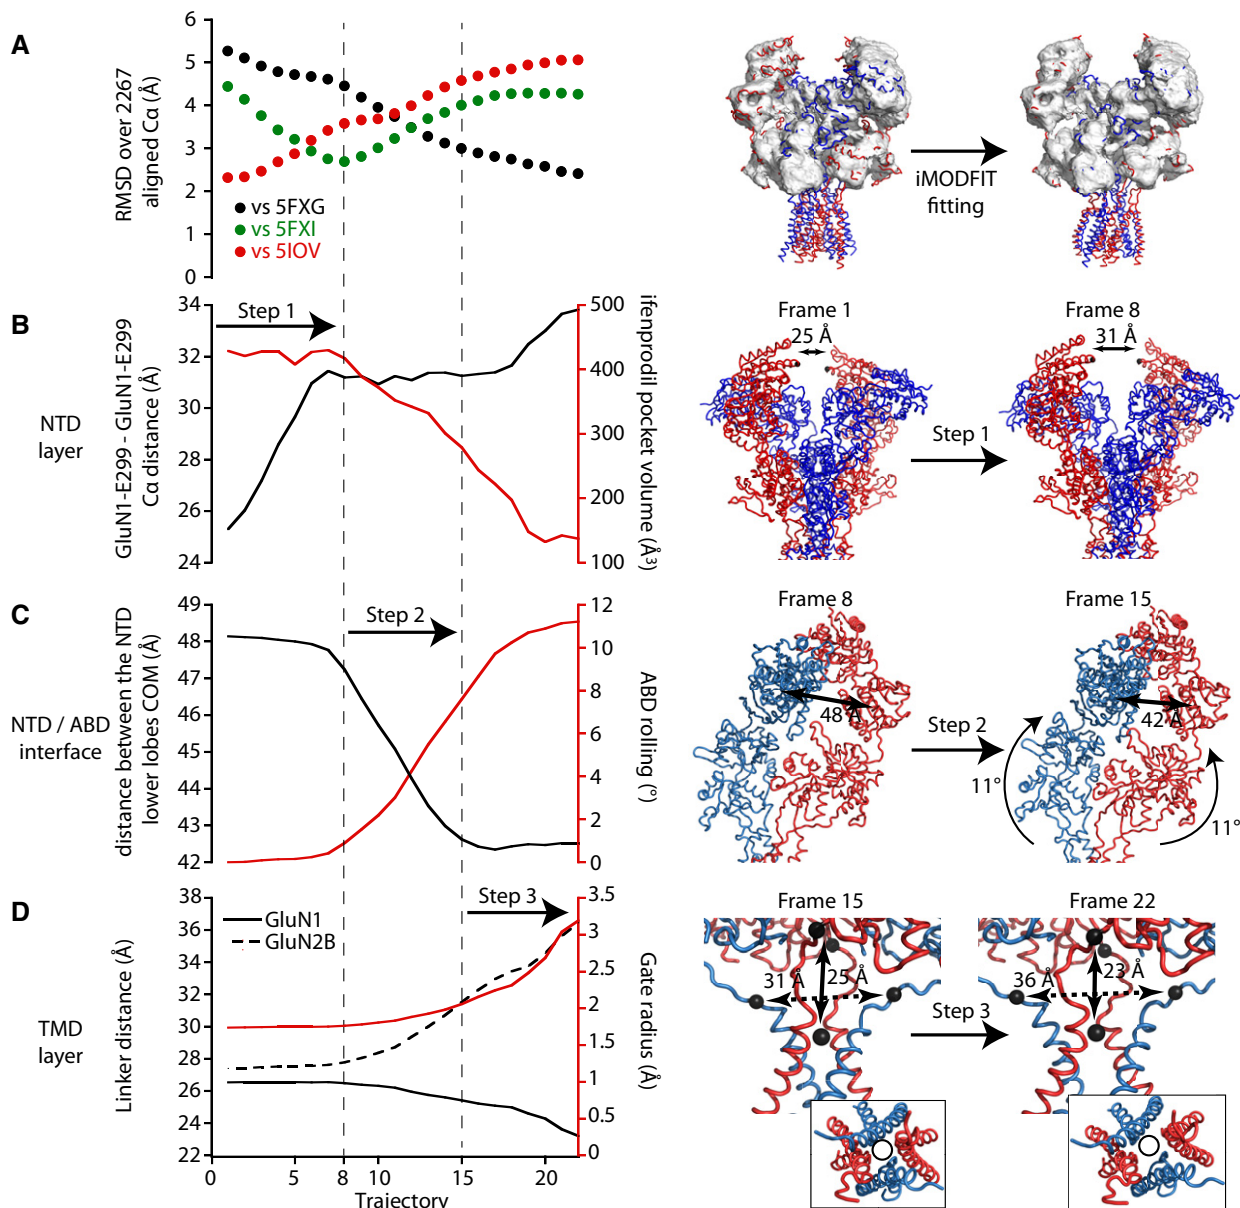 A
RMSD over 2267
aligned Cα (Å)
6
5
4
3
2
1
0
vs 5FXG
vs 5FXI
vs 5IOV
iMODFIT
fitting
B
NTD
layer
GluN1-E299 - GluN1-E299
Cα distance (Å)
34
32
30
28
26
24
Step 1
500
400
300
200
100
ifenprodil pocket volume (Å³)
Frame 1
25 Å
Step 1
Frame 8
31 Å
C
NTD / ABD
interface
distance between the NTD
lower lobes COM (Å)
49
48
47
46
45
44
43
42
Step 2
12
10
8
6
4
2
0
ABD rolling (°)
Frame 8
48 Å
Step 2
Frame 15
42 Å
11°
11°
D
TMD
layer
Linker distance (Å)
38
36
34
32
30
28
26
24
22
GluN1
GluN2B
Step 3
3.5
3
2.5
2
1.5
1
0.5
0
Gate radius (Å)
0
5
8
10
15
20
Trajectory
Frame 15
31 Å
25 Å
Step 3
Frame 22
36 Å
23 Å